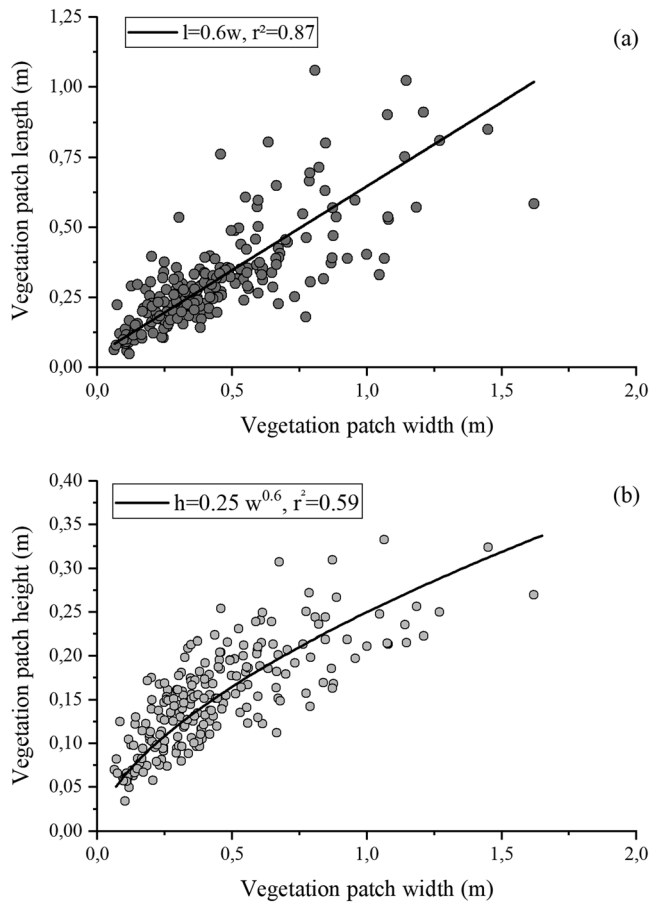 l=0.6w, r²=0.87
(a)
1,25
1,00
0,75
0,50
0,25
0,00
Vegetation patch length (m)
0,0 0,5 1,0 1,5 2,0
Vegetation patch width (m)
h=0.25 w^0.6, r²=0.59
(b)
0,40
0,35
0,30
0,25
0,20
0,15
0,10
0,05
0,00
Vegetation patch height (m)
0,0 0,5 1,0 1,5 2,0
Vegetation patch width (m)